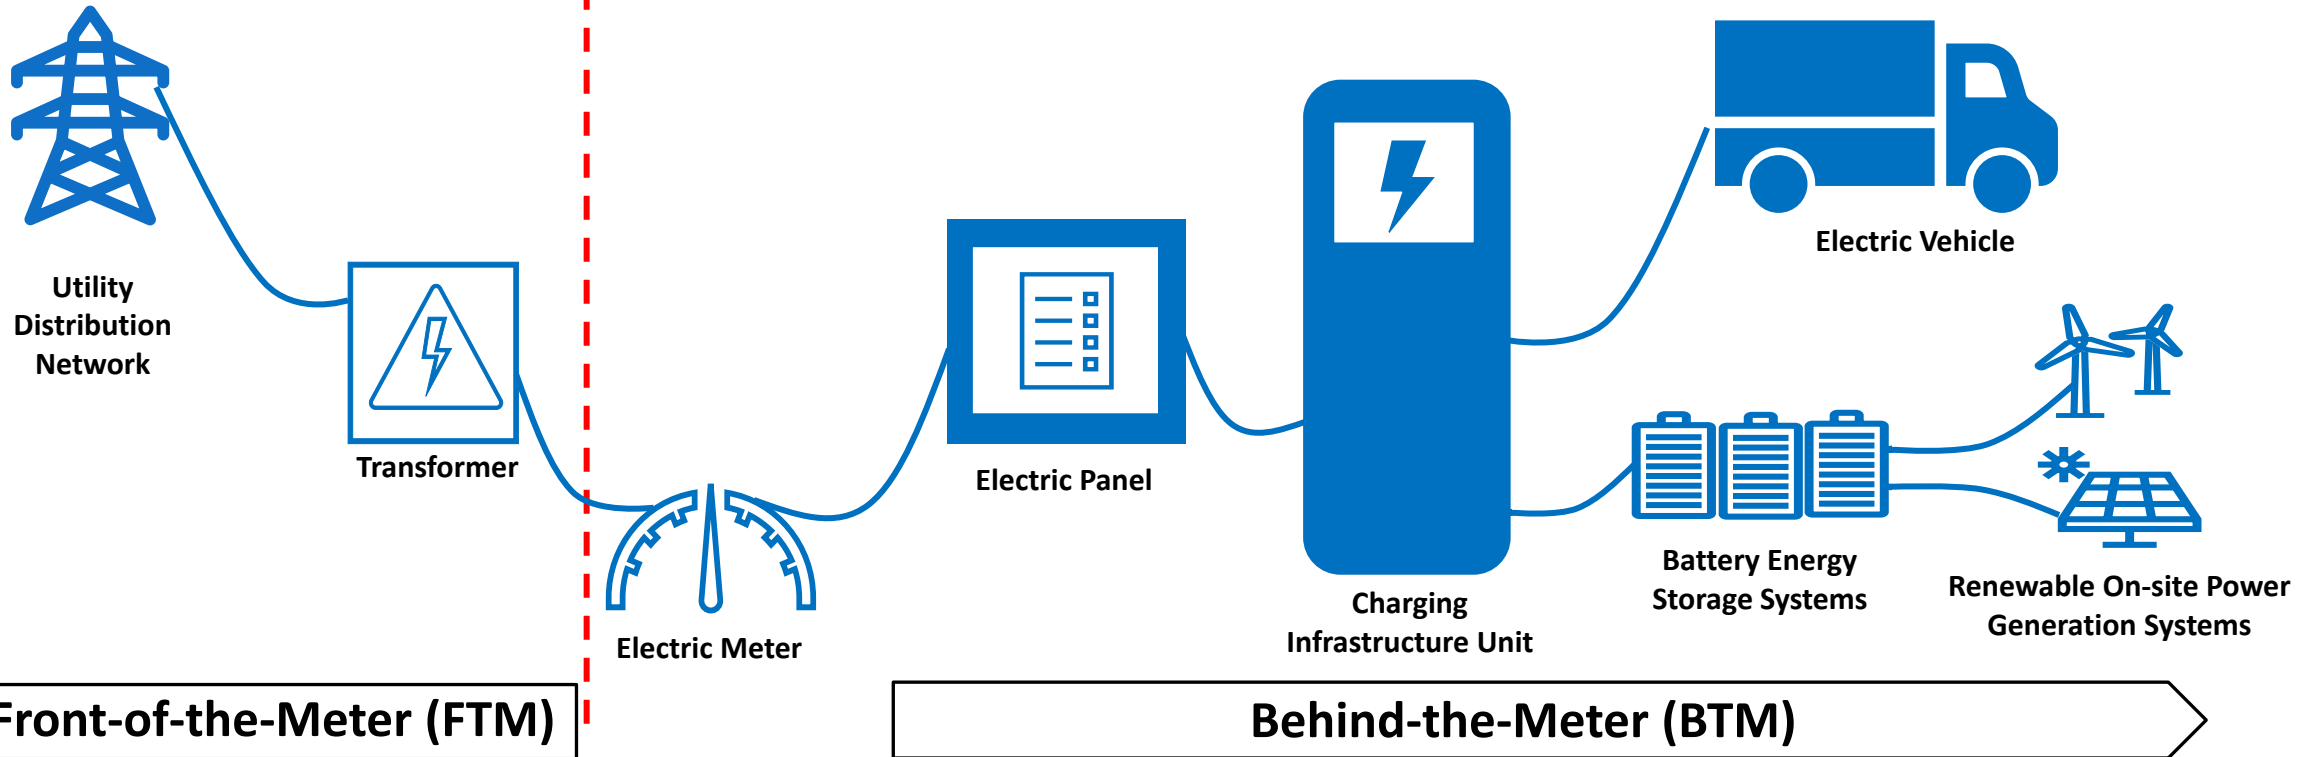 Utility
Distribution
Network
Transformer
Electric Meter
Electric Panel
Charging
Infrastructure Unit
Electric Vehicle
Battery Energy
Storage Systems
Renewable On-site Power
Generation Systems
Front-of-the-Meter (FTM)
Behind-the-Meter (BTM)